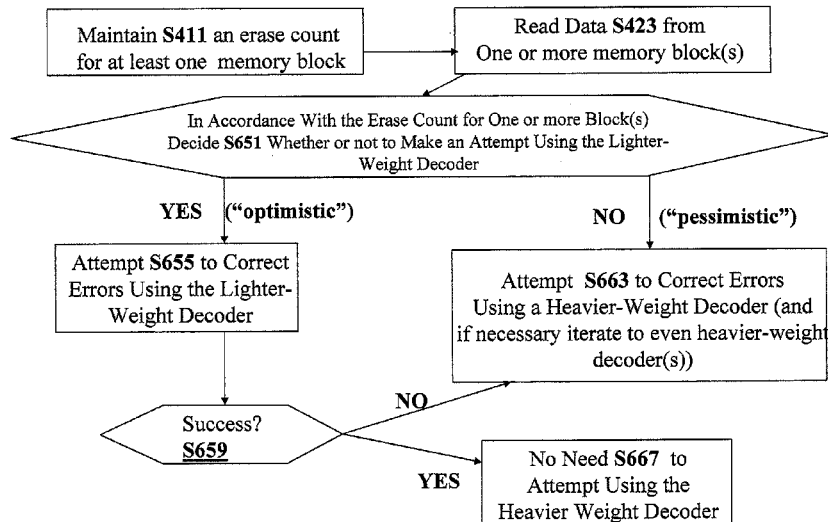 Maintain S411 an erase count
for at least one memory block
Read Data S423 from
One or more memory block(s)
In Accordance With the Erase Count for One or more Block(s)
Decide S651 Whether or not to Make an Attempt Using the Lighter-
Weight Decoder
YES ("optimistic")
NO ("pessimistic")
Attempt S655 to Correct
Errors Using the Lighter-
Weight Decoder
Attempt S663 to Correct Errors
Using a Heavier-Weight Decoder (and
if necessary iterate to even heavier-weight
decoder(s))
NO
Success?
S659
YES
No Need S667 to
Attempt Using the
Heavier Weight Decoder